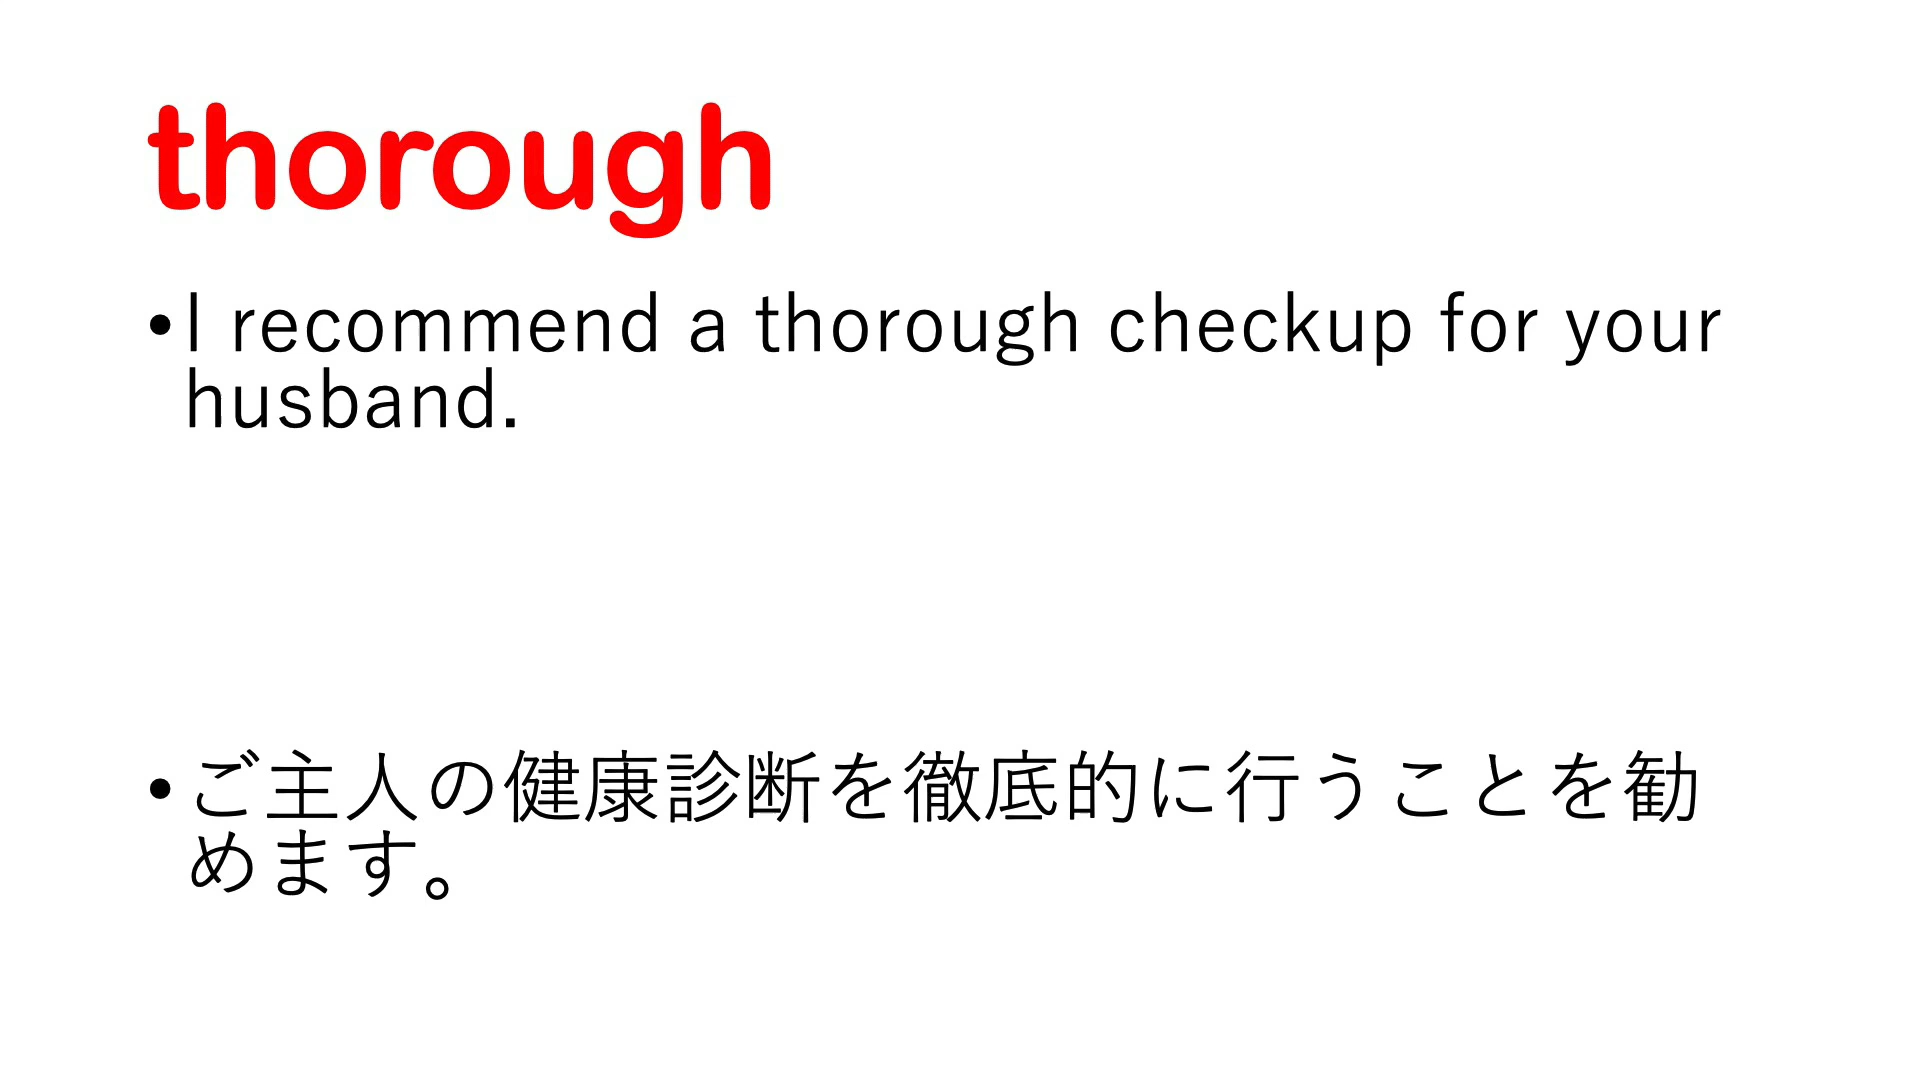 thorough
•I recommend a thorough checkup for your
husband.
•ご主人の健康診断を徹底的に行うことを勧
めます。